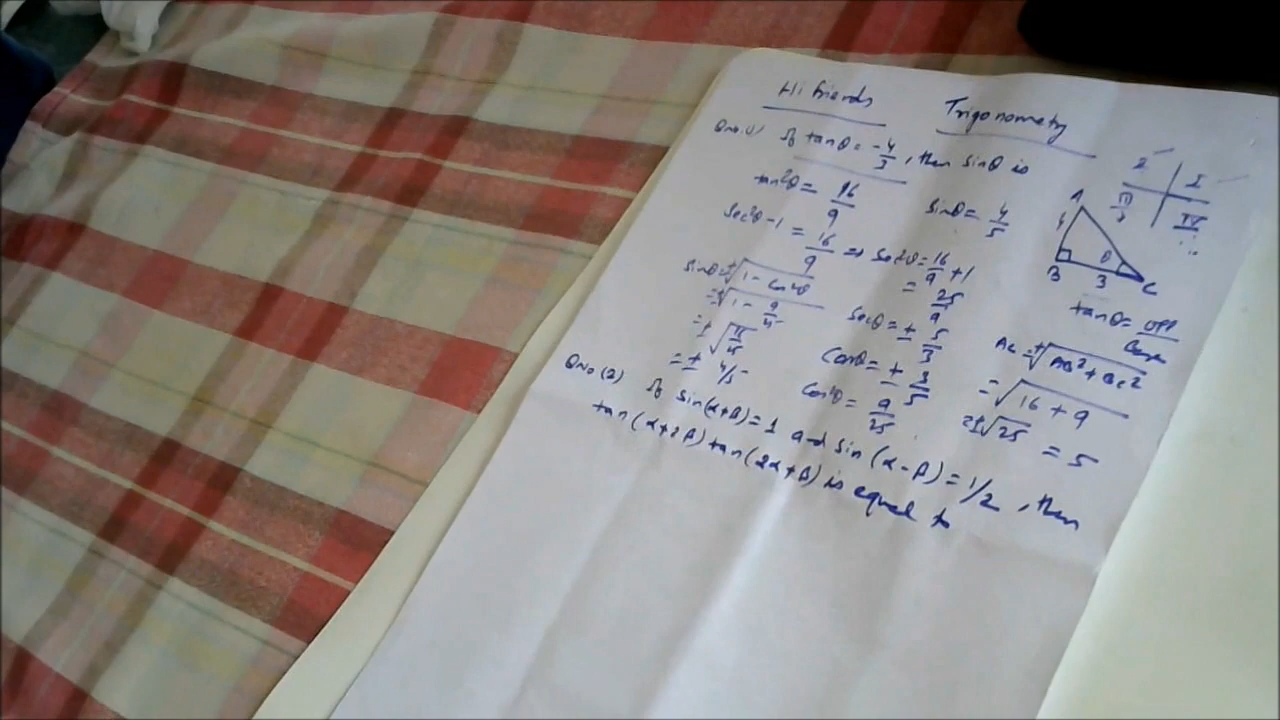 Hi friends
Trigonometry
Q No (1) If tanθ = -4/3, then sinθ is
tan²θ = 16/9
sinθ = 4/5
sec²θ - 1 = 16/9 ⇒ sec²θ = 16/9 + 1
= 25/9
secθ = ± 5/3
cosθ = ± 3/5
cos²θ = 9/25
sinθ = ±√1 - cos²θ
= ±√1 - 9/25
= ±√16/25
= ± 4/5
I
IV
A
4
B
3
θ
C
tanθ = opp
AC = ±√AB² + BC²
= √16 + 9
= ±√25 = 5
Q No (2) If sin(α+β) = 1 and sin(α-β) = 1/2, then
tan(α+2β) tan(2α+β) is equal to